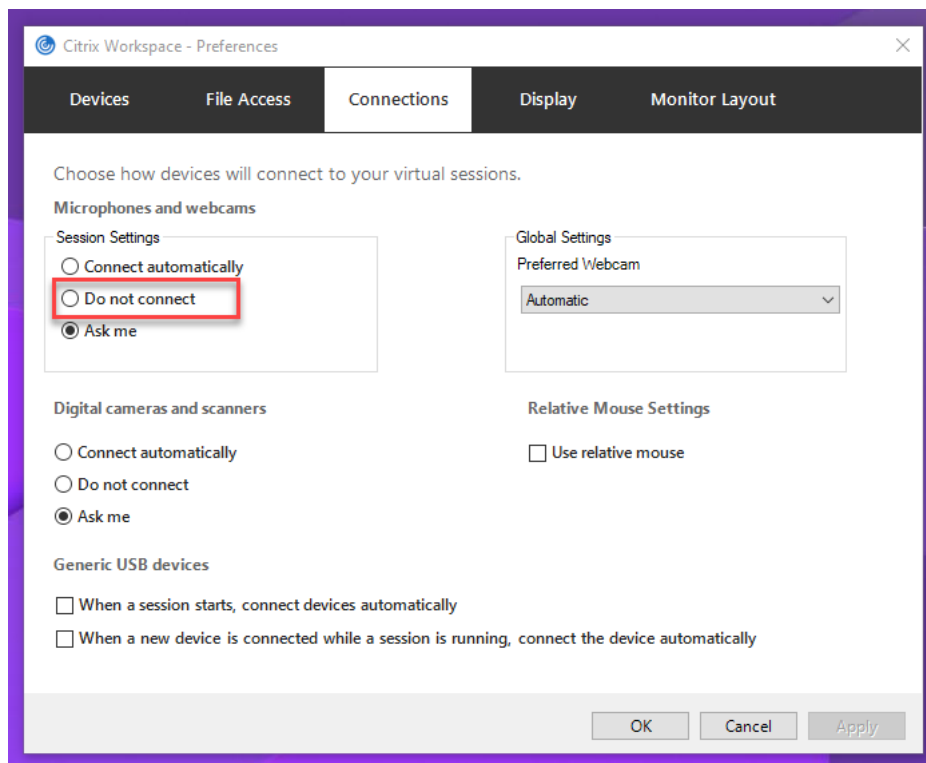 Citrix Workspace - Preferences
Devices File Access Connections Display Monitor Layout
Choose how devices will connect to your virtual sessions.
Microphones and webcams
Session Settings
Connect automatically
Do not connect
Ask me
Global Settings
Preferred Webcam
Automatic
Digital cameras and scanners
Connect automatically
Do not connect
Ask me
Relative Mouse Settings
Use relative mouse
Generic USB devices
When a session starts, connect devices automatically
When a new device is connected while a session is running, connect the device automatically
OK Cancel Apply